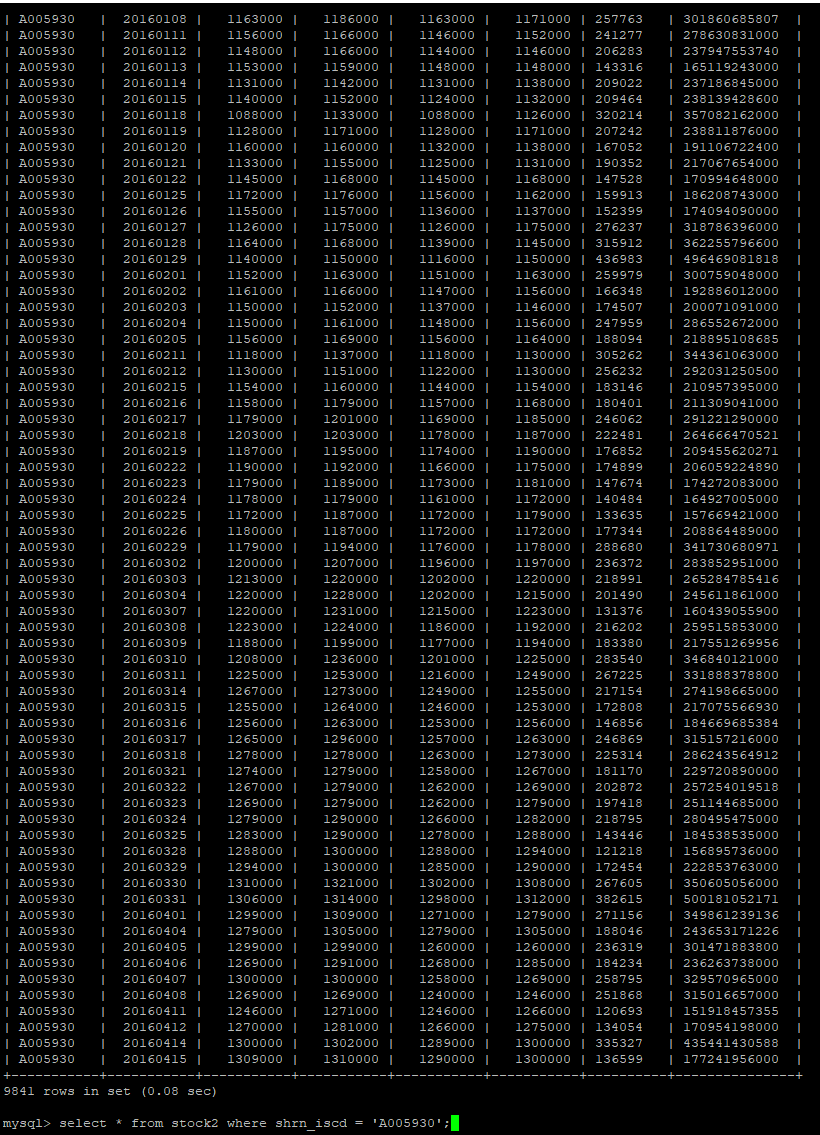 | A005930 | 20160108 | 1163000 | 1186000 | 1163000 | 1171000 | 257763 | 301860685807 |
| A005930 | 20160111 | 1156000 | 1166000 | 1146000 | 1152000 | 241277 | 278630831000 |
| A005930 | 20160112 | 1148000 | 1166000 | 1144000 | 1146000 | 206283 | 237947553740 |
| A005930 | 20160113 | 1153000 | 1159000 | 1148000 | 1148000 | 143316 | 165119243000 |
| A005930 | 20160114 | 1131000 | 1142000 | 1131000 | 1138000 | 209022 | 237186845000 |
| A005930 | 20160115 | 1140000 | 1152000 | 1124000 | 1132000 | 209464 | 238139428600 |
| A005930 | 20160118 | 1088000 | 1133000 | 1088000 | 1126000 | 320214 | 357082162000 |
| A005930 | 20160119 | 1128000 | 1171000 | 1128000 | 1171000 | 207242 | 238811876000 |
| A005930 | 20160120 | 1160000 | 1160000 | 1132000 | 1138000 | 167052 | 191106722400 |
| A005930 | 20160121 | 1133000 | 1155000 | 1125000 | 1131000 | 190352 | 217067654000 |
| A005930 | 20160122 | 1145000 | 1168000 | 1145000 | 1168000 | 147528 | 170994648000 |
| A005930 | 20160125 | 1172000 | 1176000 | 1156000 | 1162000 | 159913 | 186208743000 |
| A005930 | 20160126 | 1155000 | 1157000 | 1136000 | 1137000 | 152399 | 174094090000 |
| A005930 | 20160127 | 1126000 | 1175000 | 1126000 | 1175000 | 276237 | 318786396000 |
| A005930 | 20160128 | 1164000 | 1168000 | 1139000 | 1145000 | 315912 | 362255796600 |
| A005930 | 20160129 | 1140000 | 1150000 | 1116000 | 1150000 | 436983 | 496469081818 |
| A005930 | 20160201 | 1152000 | 1163000 | 1151000 | 1163000 | 259979 | 300759048000 |
| A005930 | 20160202 | 1161000 | 1166000 | 1147000 | 1156000 | 166348 | 192886012000 |
| A005930 | 20160203 | 1150000 | 1152000 | 1137000 | 1146000 | 174507 | 200071091000 |
| A005930 | 20160204 | 1150000 | 1161000 | 1148000 | 1156000 | 247959 | 286552672000 |
| A005930 | 20160205 | 1156000 | 1169000 | 1156000 | 1164000 | 188094 | 218895108685 |
| A005930 | 20160211 | 1118000 | 1137000 | 1118000 | 1130000 | 305262 | 344361063000 |
| A005930 | 20160212 | 1130000 | 1151000 | 1122000 | 1130000 | 256232 | 292031250500 |
| A005930 | 20160215 | 1154000 | 1160000 | 1144000 | 1154000 | 183146 | 210957395000 |
| A005930 | 20160216 | 1158000 | 1179000 | 1157000 | 1168000 | 180401 | 211309041000 |
| A005930 | 20160217 | 1179000 | 1201000 | 1169000 | 1185000 | 246062 | 291221290000 |
| A005930 | 20160218 | 1203000 | 1203000 | 1178000 | 1187000 | 222481 | 264666470521 |
| A005930 | 20160219 | 1187000 | 1195000 | 1174000 | 1190000 | 176852 | 209455620271 |
| A005930 | 20160222 | 1190000 | 1192000 | 1166000 | 1175000 | 174899 | 206059224890 |
| A005930 | 20160223 | 1179000 | 1189000 | 1173000 | 1181000 | 147674 | 174272083000 |
| A005930 | 20160224 | 1178000 | 1179000 | 1161000 | 1172000 | 140484 | 164927005000 |
| A005930 | 20160225 | 1172000 | 1187000 | 1172000 | 1179000 | 133635 | 157669421000 |
| A005930 | 20160226 | 1180000 | 1187000 | 1172000 | 1172000 | 177344 | 208864489000 |
| A005930 | 20160229 | 1179000 | 1194000 | 1176000 | 1178000 | 288680 | 341730680971 |
| A005930 | 20160302 | 1200000 | 1207000 | 1196000 | 1197000 | 236372 | 283852951000 |
| A005930 | 20160303 | 1213000 | 1220000 | 1202000 | 1220000 | 218991 | 265284785416 |
| A005930 | 20160304 | 1220000 | 1228000 | 1202000 | 1215000 | 201490 | 245611861000 |
| A005930 | 20160307 | 1220000 | 1231000 | 1215000 | 1223000 | 131376 | 160439055900 |
| A005930 | 20160308 | 1223000 | 1224000 | 1186000 | 1192000 | 216202 | 259515853000 |
| A005930 | 20160309 | 1188000 | 1199000 | 1177000 | 1194000 | 183380 | 217551269956 |
| A005930 | 20160310 | 1208000 | 1236000 | 1201000 | 1225000 | 283540 | 346840121000 |
| A005930 | 20160311 | 1225000 | 1253000 | 1216000 | 1249000 | 267225 | 331888378800 |
| A005930 | 20160314 | 1267000 | 1273000 | 1249000 | 1255000 | 217154 | 274198665000 |
| A005930 | 20160315 | 1255000 | 1264000 | 1246000 | 1253000 | 172808 | 217075566930 |
| A005930 | 20160316 | 1256000 | 1263000 | 1253000 | 1256000 | 146856 | 184669685384 |
| A005930 | 20160317 | 1265000 | 1296000 | 1257000 | 1263000 | 246869 | 315157216000 |
| A005930 | 20160318 | 1278000 | 1278000 | 1263000 | 1273000 | 225314 | 286243564912 |
| A005930 | 20160321 | 1274000 | 1279000 | 1258000 | 1267000 | 181170 | 229720890000 |
| A005930 | 20160322 | 1267000 | 1279000 | 1262000 | 1269000 | 202872 | 257254019518 |
| A005930 | 20160323 | 1269000 | 1279000 | 1262000 | 1279000 | 197418 | 251144685000 |
| A005930 | 20160324 | 1279000 | 1290000 | 1266000 | 1282000 | 218795 | 280495475000 |
| A005930 | 20160325 | 1283000 | 1290000 | 1278000 | 1288000 | 143446 | 184538535000 |
| A005930 | 20160328 | 1288000 | 1300000 | 1288000 | 1294000 | 121218 | 156895736000 |
| A005930 | 20160329 | 1294000 | 1300000 | 1285000 | 1290000 | 172454 | 222853763000 |
| A005930 | 20160330 | 1310000 | 1321000 | 1302000 | 1308000 | 267605 | 350605056000 |
| A005930 | 20160331 | 1306000 | 1314000 | 1298000 | 1312000 | 382615 | 500181052171 |
| A005930 | 20160401 | 1299000 | 1309000 | 1271000 | 1279000 | 271156 | 349861239136 |
| A005930 | 20160404 | 1279000 | 1305000 | 1279000 | 1305000 | 188046 | 243653171226 |
| A005930 | 20160405 | 1299000 | 1299000 | 1260000 | 1260000 | 236319 | 301471883800 |
| A005930 | 20160406 | 1269000 | 1291000 | 1268000 | 1285000 | 184234 | 236263738000 |
| A005930 | 20160407 | 1300000 | 1300000 | 1258000 | 1269000 | 258795 | 329570965000 |
| A005930 | 20160408 | 1269000 | 1269000 | 1240000 | 1246000 | 251868 | 315016657000 |
| A005930 | 20160411 | 1246000 | 1271000 | 1246000 | 1266000 | 120693 | 151918457355 |
| A005930 | 20160412 | 1270000 | 1281000 | 1266000 | 1275000 | 134054 | 170954198000 |
| A005930 | 20160414 | 1300000 | 1302000 | 1289000 | 1300000 | 335327 | 435441430588 |
| A005930 | 20160415 | 1309000 | 1310000 | 1290000 | 1300000 | 136599 | 177241956000 |
+-----------+-----------+-----------+-----------+-----------+-----------+----------+---------------+
9841 rows in set (0.08 sec)
mysql> select * from stock2 where shrn_iscd = 'A005930';